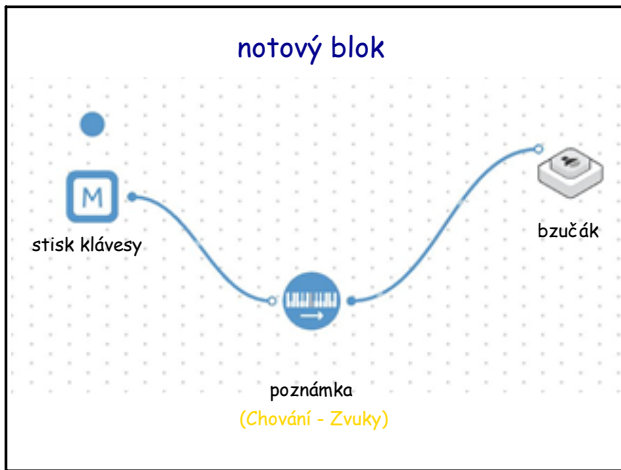 notový blok
M
stisk klávesy
bzučák
poznámka
(Chování - Zvuky)